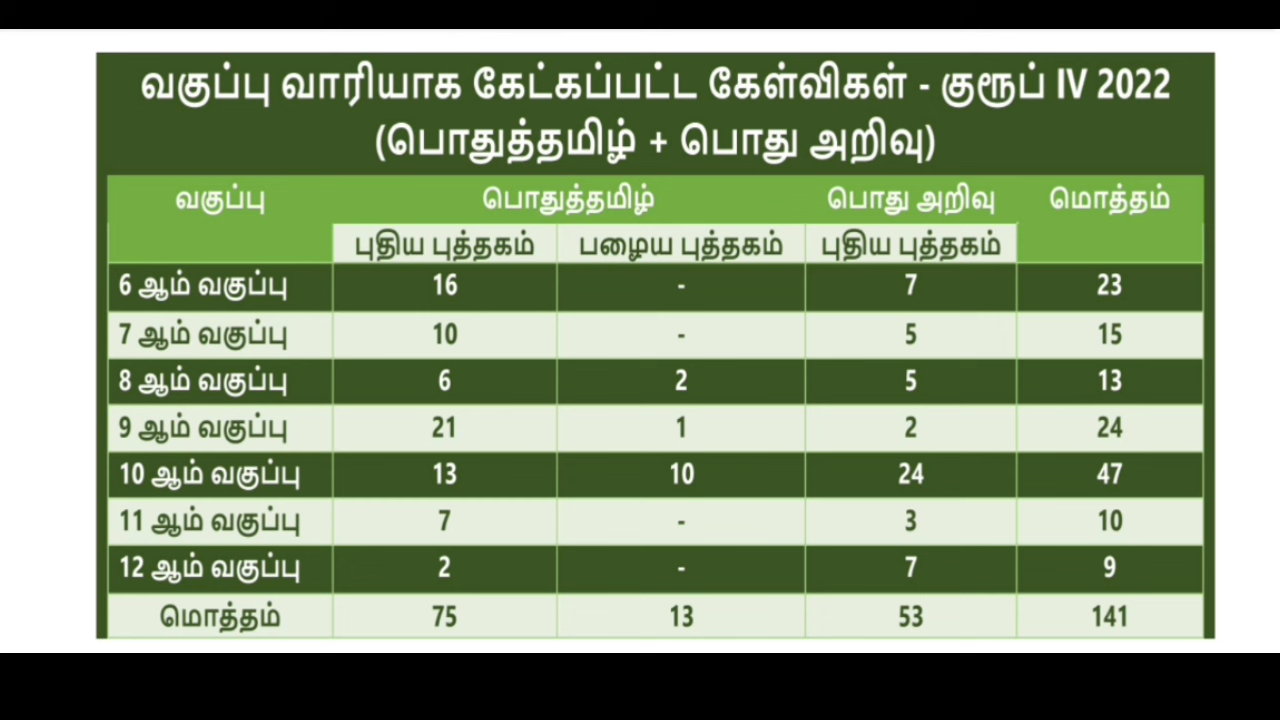 வகுப்பு வாரியாக கேட்கப்பட்ட கேள்விகள் - குரூப் IV 2022
(பொதுத்தமிழ் + பொது அறிவு)
வகுப்பு பொதுத்தமிழ் பொது அறிவு மொத்தம்
புதிய புத்தகம் பழைய புத்தகம் புதிய புத்தகம்
6 ஆம் வகுப்பு 16 - 7 23
7 ஆம் வகுப்பு 10 - 5 15
8 ஆம் வகுப்பு 6 2 5 13
9 ஆம் வகுப்பு 21 1 2 24
10 ஆம் வகுப்பு 13 10 24 47
11 ஆம் வகுப்பு 7 - 3 10
12 ஆம் வகுப்பு 2 - 7 9
மொத்தம் 75 13 53 141